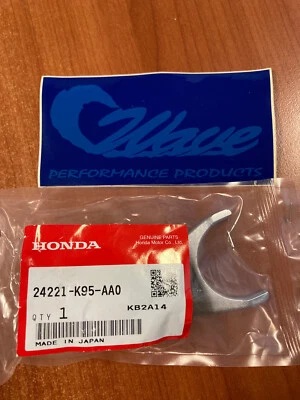 Wave
PERFORMANCE PRODUCTS
HONDA
GENUINE PARTS
Honda Motor Co., Ltd.
24221-K95-AA0
QTY 1
KB2A14
MADE IN JAPAN